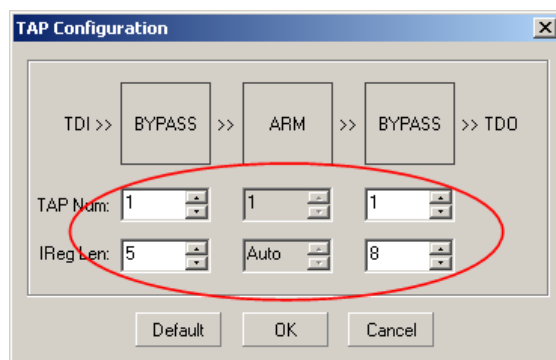 TAP Configuration
TDI >> BYPASS >> ARM >> BYPASS >> TDO
TAP Num: 1 1 1
IReg Len: 5 Auto 8
Default OK Cancel